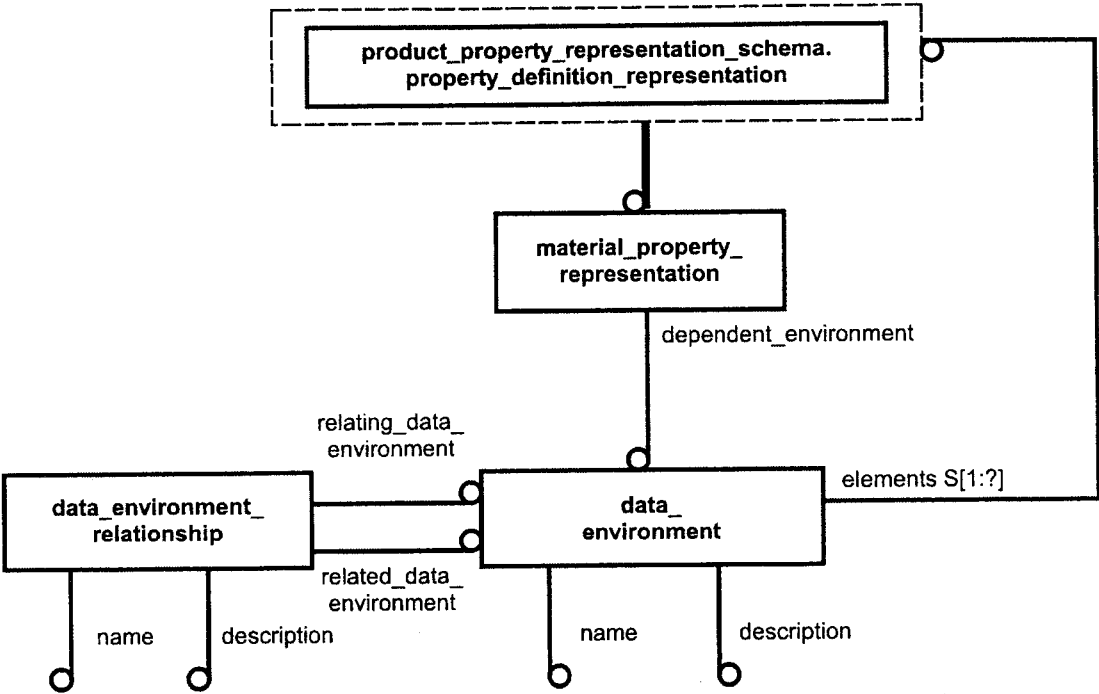 product_property_representation_schema.
property_definition_representation
material_property_
representation
dependent_environment
relating_data_
environment
data_environment_
relationship
data_
environment
elements S[1:?]
related_data_
environment
name
description
name
description